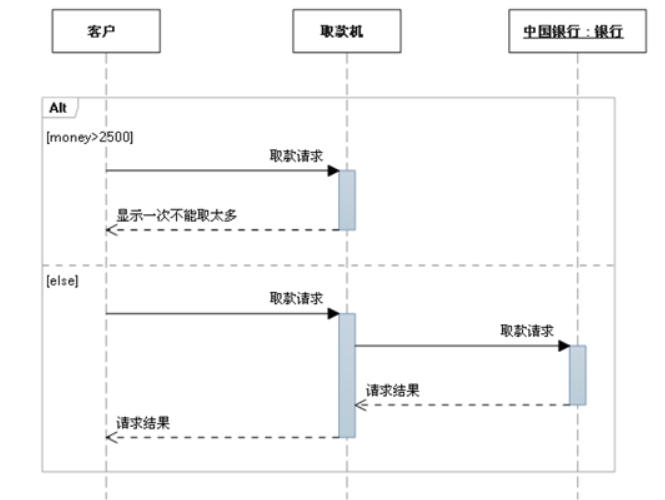 客户
取款机
中国银行：银行
Alt
[money>2500]
取款请求
显示一次不能取太多
[else]
取款请求
取款请求
请求结果
请求结果